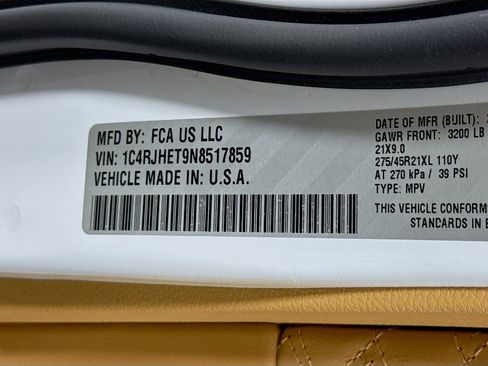 MFD BY: FCA US LLC
VIN: 1C4RJHET9N8517859
VEHICLE MADE IN: U.S.A.
DATE OF MFR (BUILT):
GAWR FRONT: 3200 LB
21X9.0
275/45R21XL 110Y
AT 270 kPa / 39 PSI
TYPE: MPV
THIS VEHICLE CONFORM
STANDARDS IN